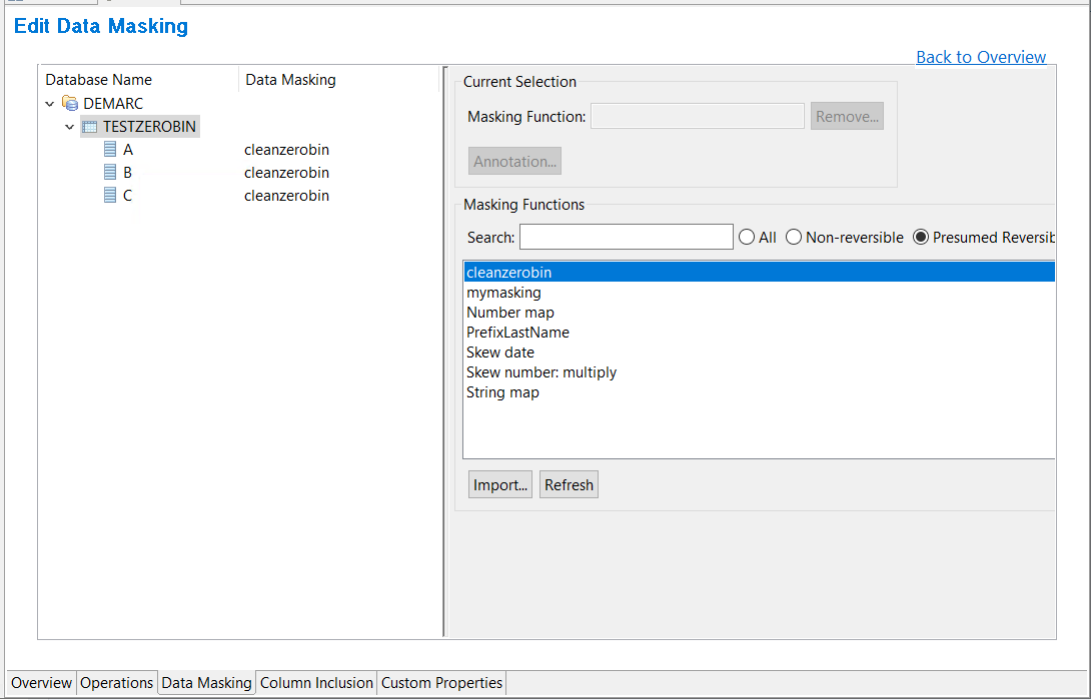 Edit Data Masking
Back to Overview
Database Name Data Masking
DEMARC
TESTZEROBIN
A cleanzerobin
B cleanzerobin
C cleanzerobin
Current Selection
Masking Function: Remove...
Annotation...
Masking Functions
Search: All Non-reversible Presumed Reversib
cleanzerobin
mymasking
Number map
PrefixLastName
Skew date
Skew number: multiply
String map
Import... Refresh
Overview Operations Data Masking Column Inclusion Custom Properties